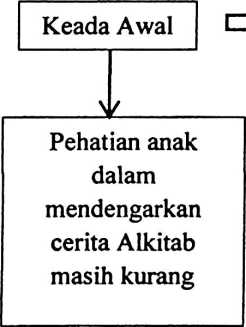 Keada Awal
Pehatian anak
dalam
mendengarkan
cerita Alkitab
masih kurang